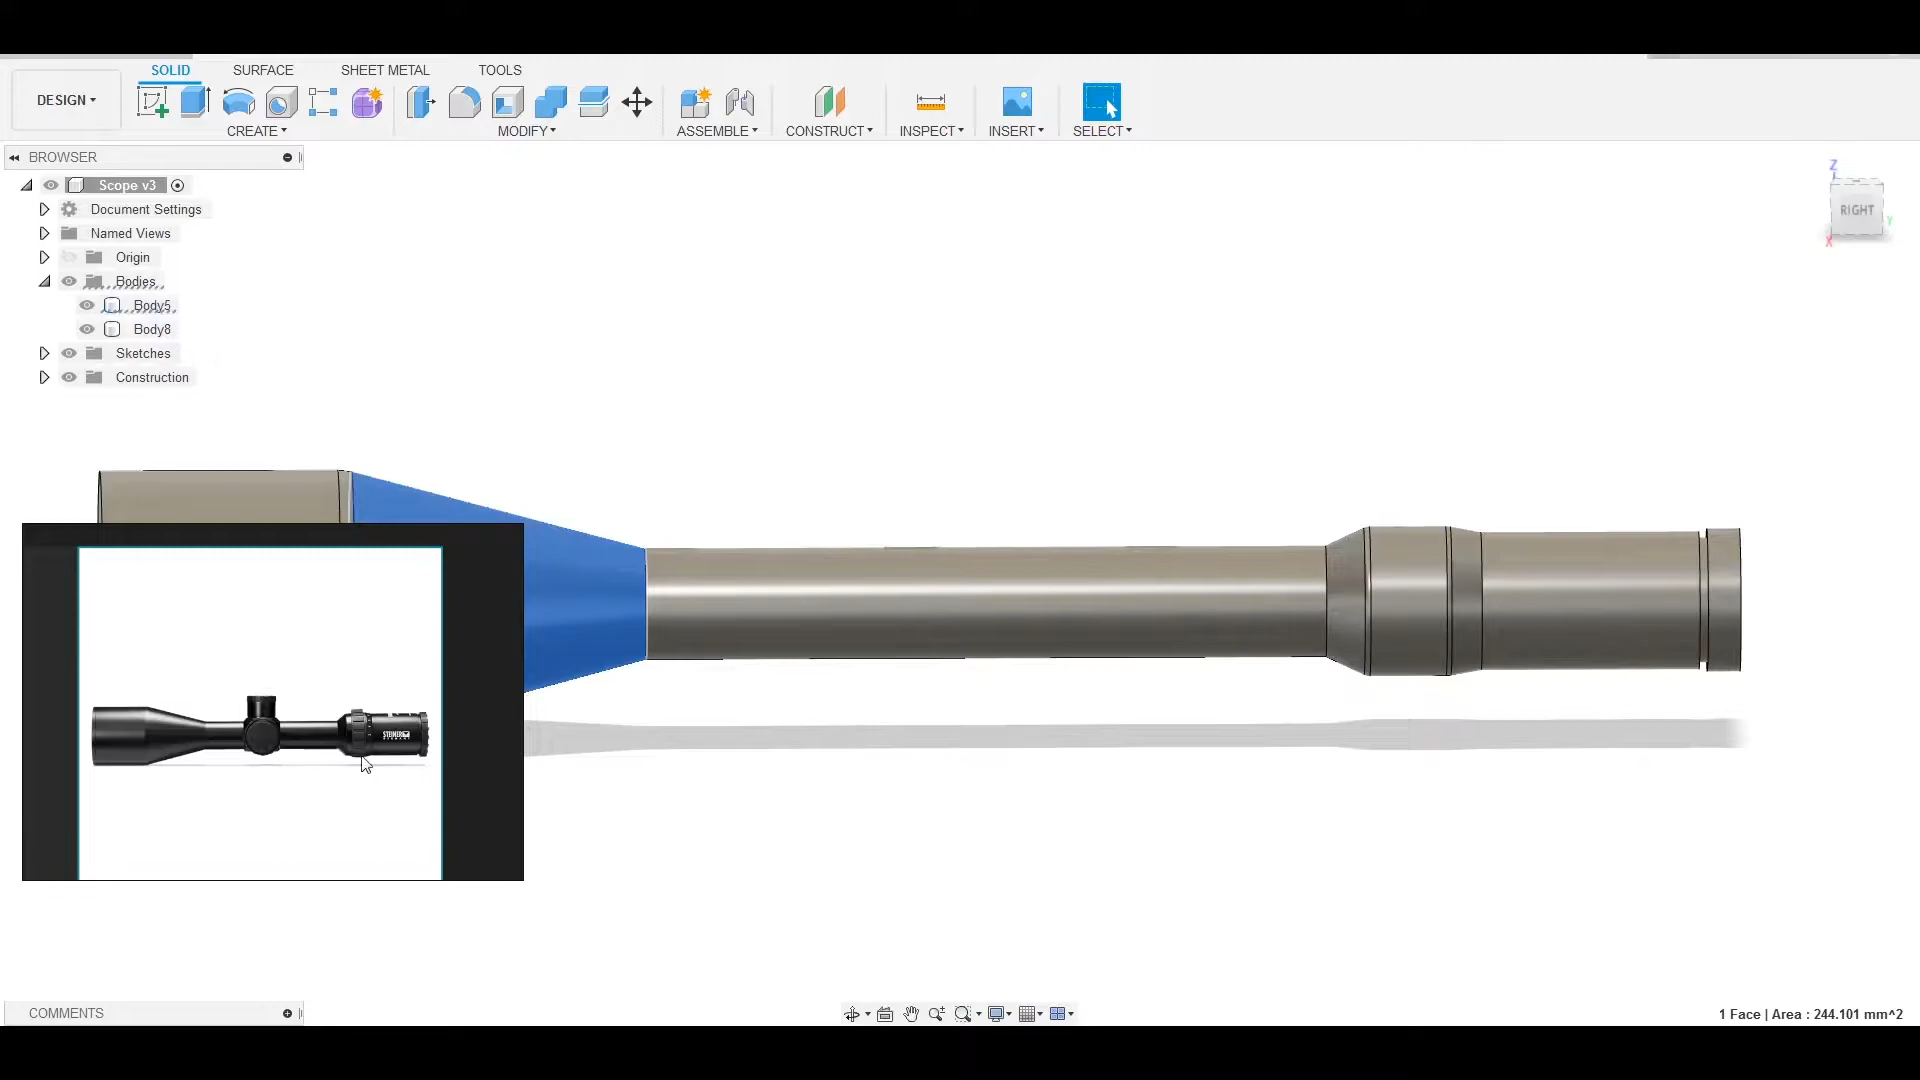 SOLID SURFACE SHEET METAL TOOLS
DESIGN
CREATE MODIFY ASSEMBLE CONSTRUCT INSPECT INSERT SELECT
BROWSER
Scope v3
Document Settings
Named Views
Origin
Bodies
Body5
Body8
Sketches
Construction
Z
RIGHT
Y
X
STEINER
COMMENTS
1 Face | Area : 244.101 mm^2